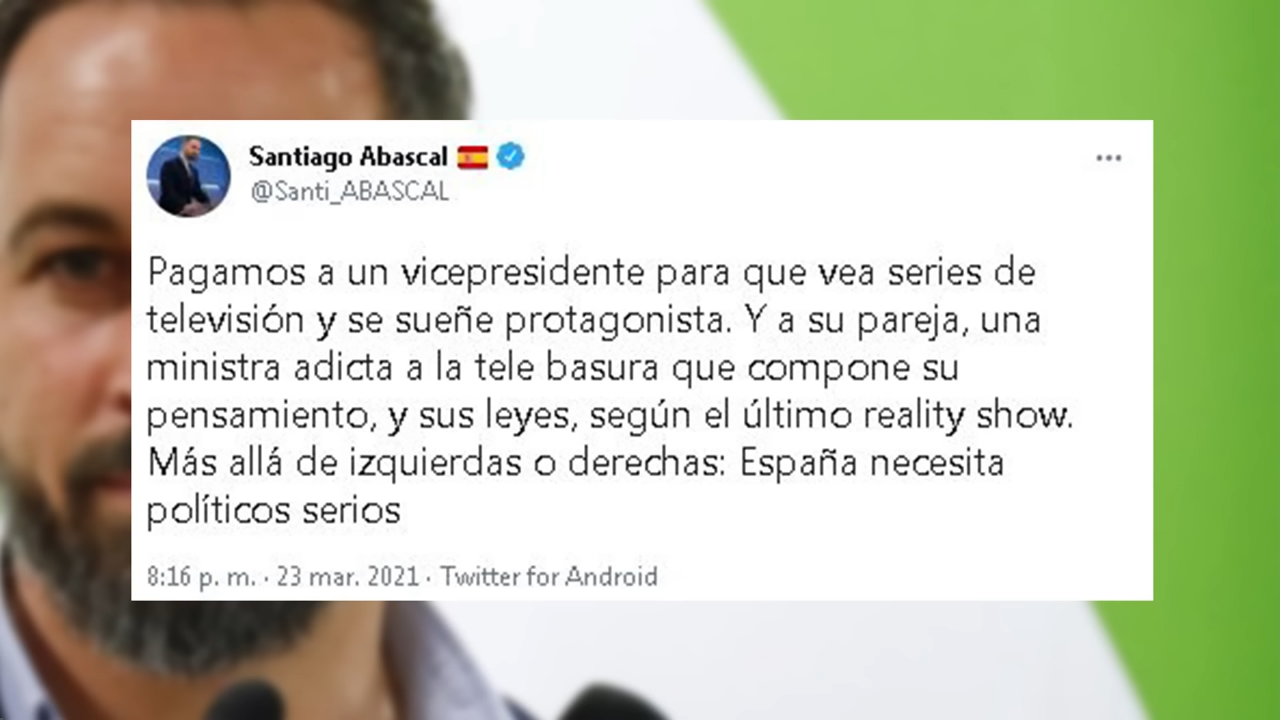 Santiago Abascal
@Santi_ABASCAL
Pagamos a un vicepresidente para que vea series de
televisión y se sueñe protagonista. Y a su pareja, una
ministra adicta a la tele basura que compone su
pensamiento, y sus leyes, según el último reality show.
Más allá de izquierdas o derechas: España necesita
políticos serios
8:16 p. m. · 23 mar. 2021 · Twitter for Android